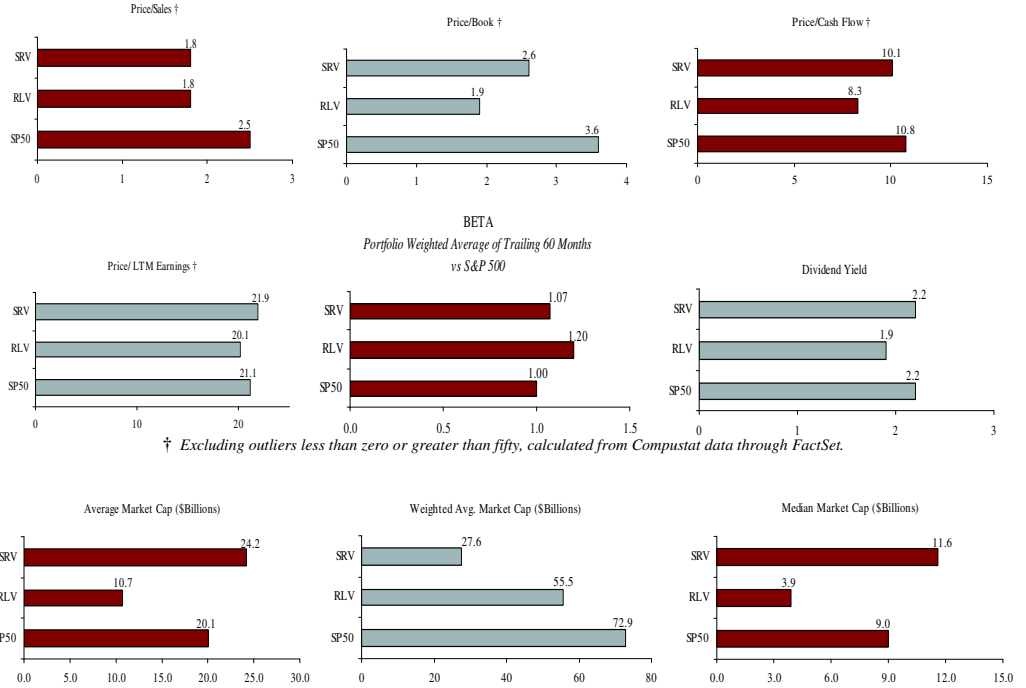 Price/Sales †
SRV
1.8
RLV
1.8
SP50
2.5
0 1 2 3
Price/Book †
SRV
2.6
RLV
1.9
SP50
3.6
0 1 2 3 4
Price/Cash Flow †
SRV
10.1
RLV
8.3
SP50
10.8
0 5 10 15
Price/ LTM Earnings †
SRV
21.9
RLV
20.1
SP50
21.1
0 10 20
BETA
Portfolio Weighted Average of Trailing 60 Months
vs S&P 500
SRV
1.07
RLV
1.20
SP50
1.00
0.0 0.5 1.0 1.5
Dividend Yield
SRV
2.2
RLV
1.9
SP50
2.2
0 1 2 3
† Excluding outliers less than zero or greater than fifty, calculated from Compustat data through FactSet.
Average Market Cap ($Billions)
SRV
24.2
RLV
10.7
P50
20.1
0.0 5.0 10.0 15.0 20.0 25.0 30.0
Weighted Avg. Market Cap ($Billions)
SRV
27.6
RLV
55.5
SP50
72.9
0 20 40 60 80
Median Market Cap ($Billions)
SRV
11.6
RLV
3.9
SP50
9.0
0.0 3.0 6.0 9.0 12.0 15.0